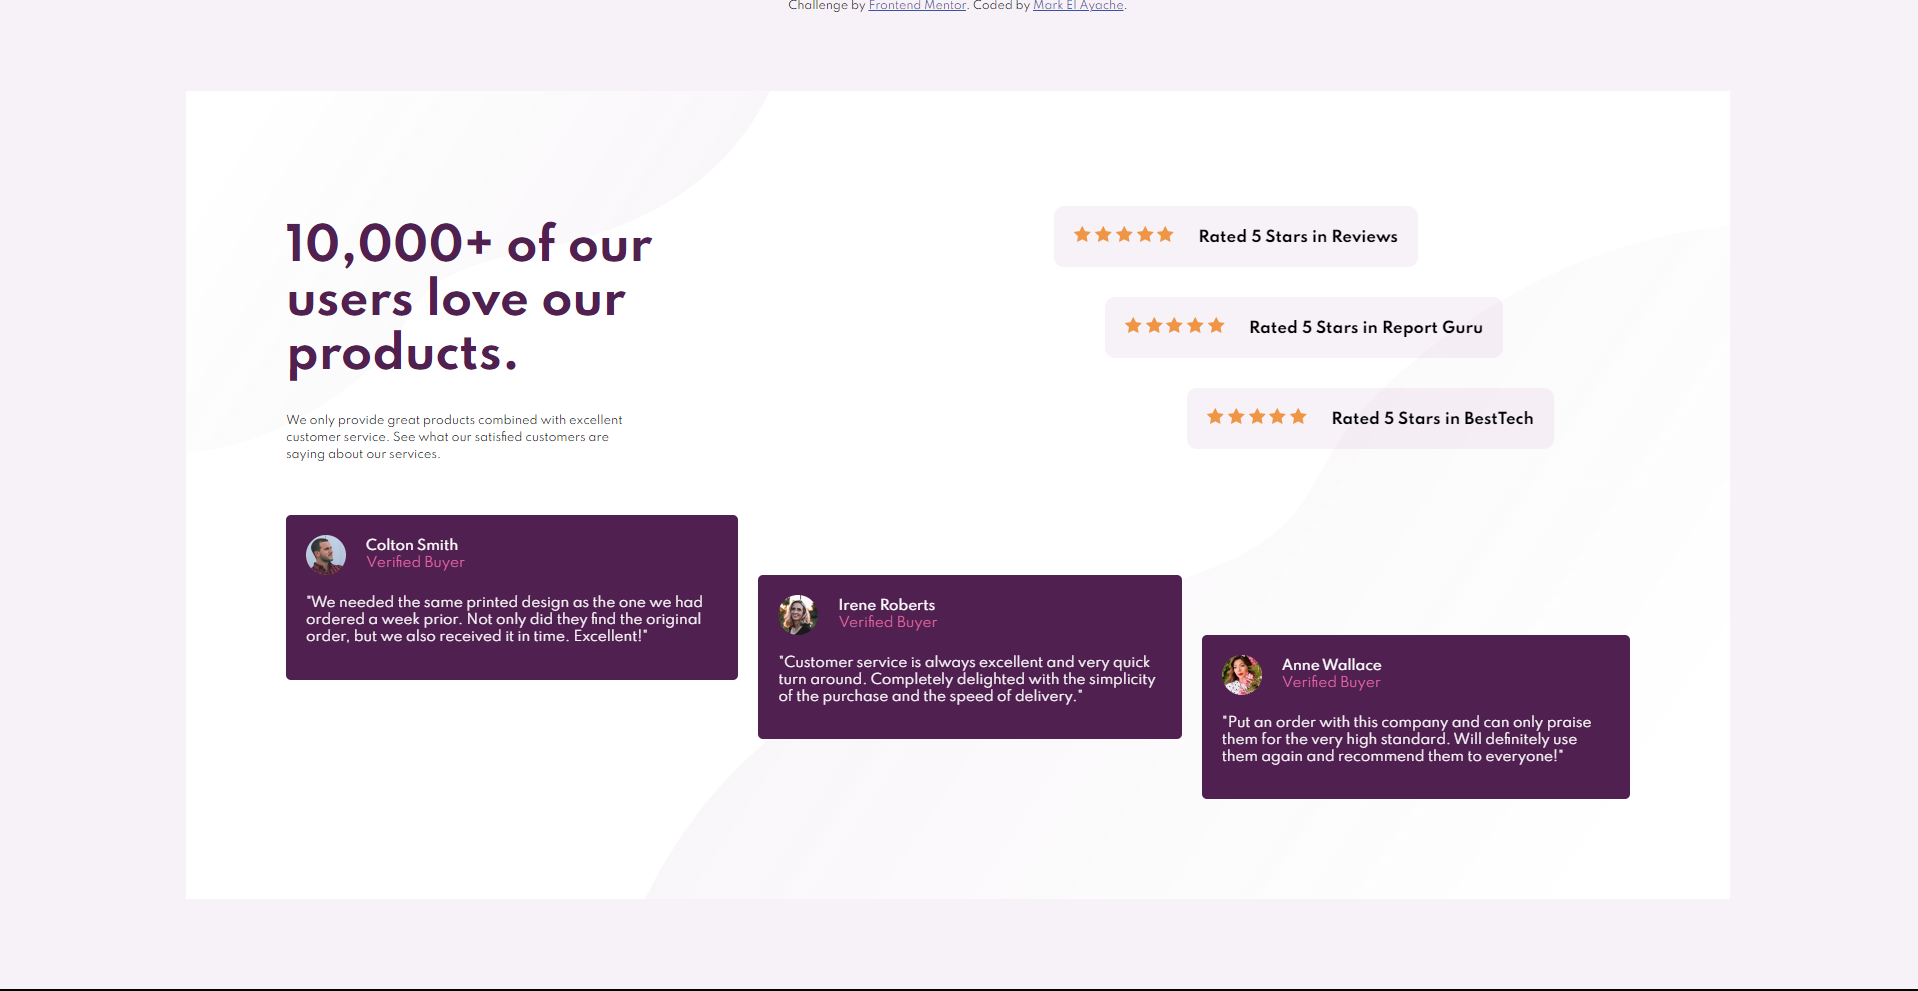 Challenge by Frontend Mentor. Coded by Mark El Ayache.
10,000+ of our
users love our
products.
We only provide great products combined with excellent
customer service. See what our satisfied customers are
saying about our services.
Rated 5 Stars in Reviews
Rated 5 Stars in Report Guru
Rated 5 Stars in BestTech
Colton Smith
Verified Buyer
"We needed the same printed design as the one we had
ordered a week prior. Not only did they find the original
order, but we also received it in time. Excellent!"
Irene Roberts
Verified Buyer
"Customer service is always excellent and very quick
turn around. Completely delighted with the simplicity
of the purchase and the speed of delivery."
Anne Wallace
Verified Buyer
"Put an order with this company and can only praise
them for the very high standard. Will definitely use
them again and recommend them to everyone!"